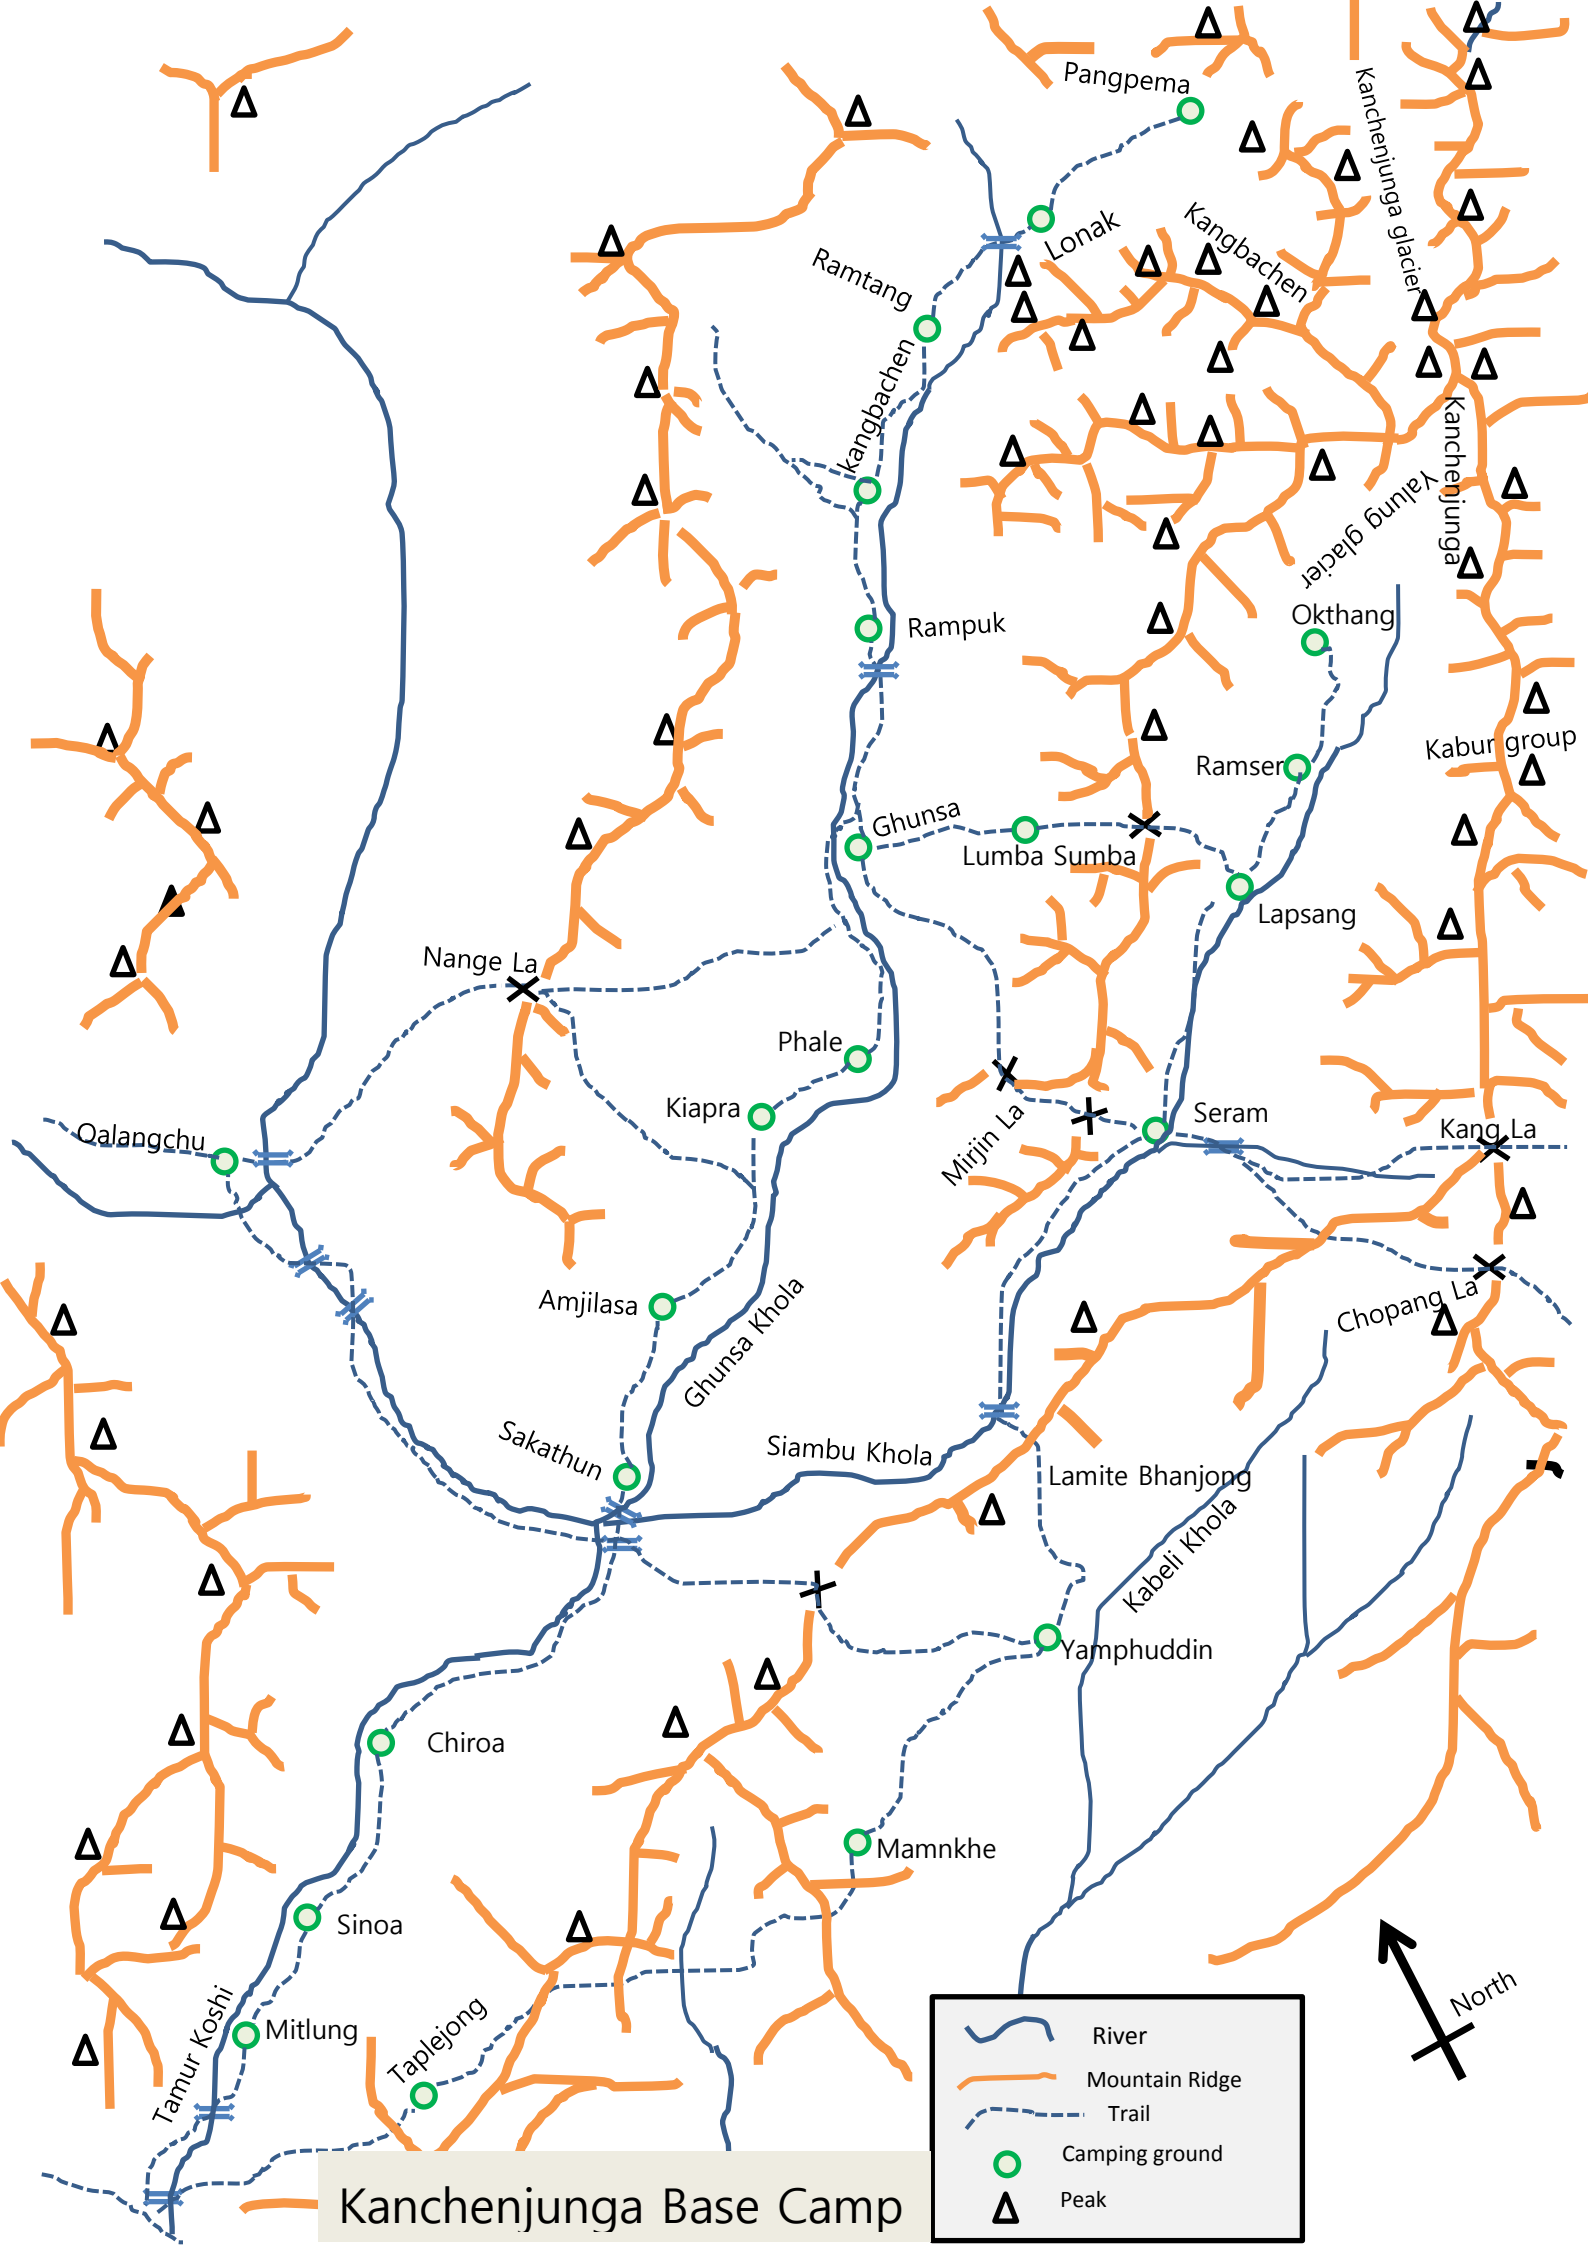 Pangpema
Kanchenjunga glacier
Lonak
Kangbachen
Ramtang
kangbachen
Kanchenjunga
Yalung glacier
Okthang
Rampuk
Kabur group
Ramser
Ghunsa
Lumba Sumba
Lapsang
Nange La
Phale
Kiapra
Seram
Mirjin La
Kang La
Oalangchu
Amjilasa
Ghunsa Khola
Chopang La
Sakathun
Siambu Khola
Lamite Bhanjong
Kabeli Khola
Yamphuddin
Chiroa
Mamnkhe
Sinoa
Tamur Koshi
Mitlung
Taplejong
North
River
Mountain Ridge
Trail
Camping ground
Peak
Kanchenjunga Base Camp